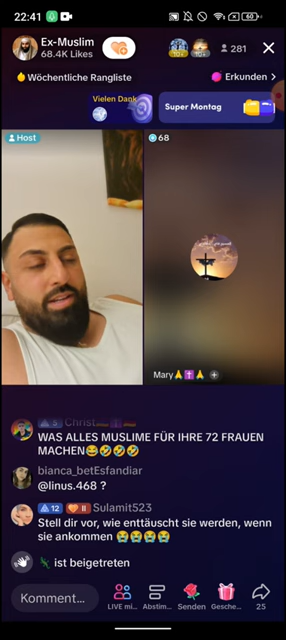 22:41
60
Ex-Muslim
68.4K Likes
281
Wöchentliche Rangliste
Erkunden >
Vielen Dank
Super Montag
Host
68
Mary🙏✝️🙏
WAS ALLES MUSLIME FÜR IHRE 72 FRAUEN
MACHEN😂🤣🤣🤣
bianca_betEsfandiar
@linus.468 ?
12 II Sulamit523
Stell dir vor, wie enttäuscht sie werden, wenn
sie ankommen 😭😭😭😭
ist beigetreten
Komment...
LIVE mi...
Abstim...
Senden
Gesche...
25